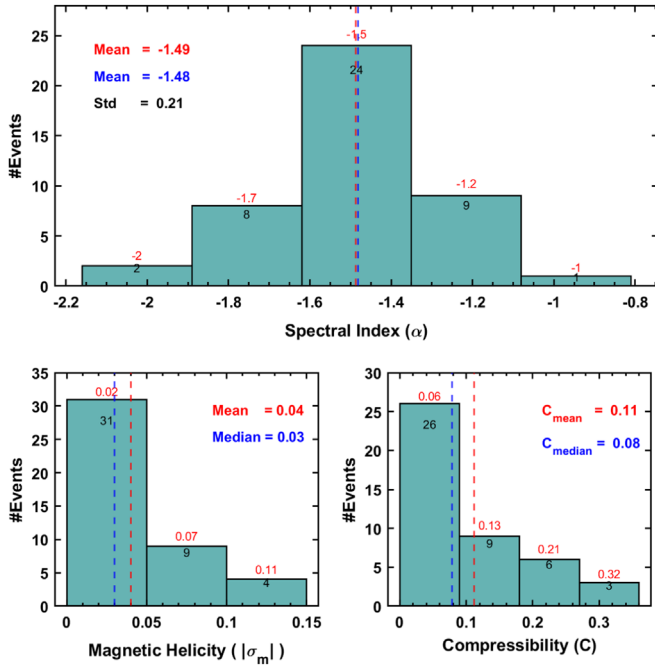 25
20
15
10
5
0
#Events
Mean = -1.49
Mean = -1.48
Std = 0.21
-2
2
-1.7
8
-1.5
24
-1.2
9
-1
1
-2.2 -2 -1.8 -1.6 -1.4 -1.2 -1 -0.8
Spectral Index (α)
35
30
25
20
15
10
5
0
#Events
0.02
31
0.07
9
0.11
4
Mean = 0.04
Median = 0.03
0 0.05 0.1 0.15
Magnetic Helicity ( |σm| )
30
25
20
15
10
5
0
#Events
0.06
26
0.13
9
0.21
6
0.32
3
Cmean = 0.11
Cmedian = 0.08
0 0.1 0.2 0.3
Compressibility (C)